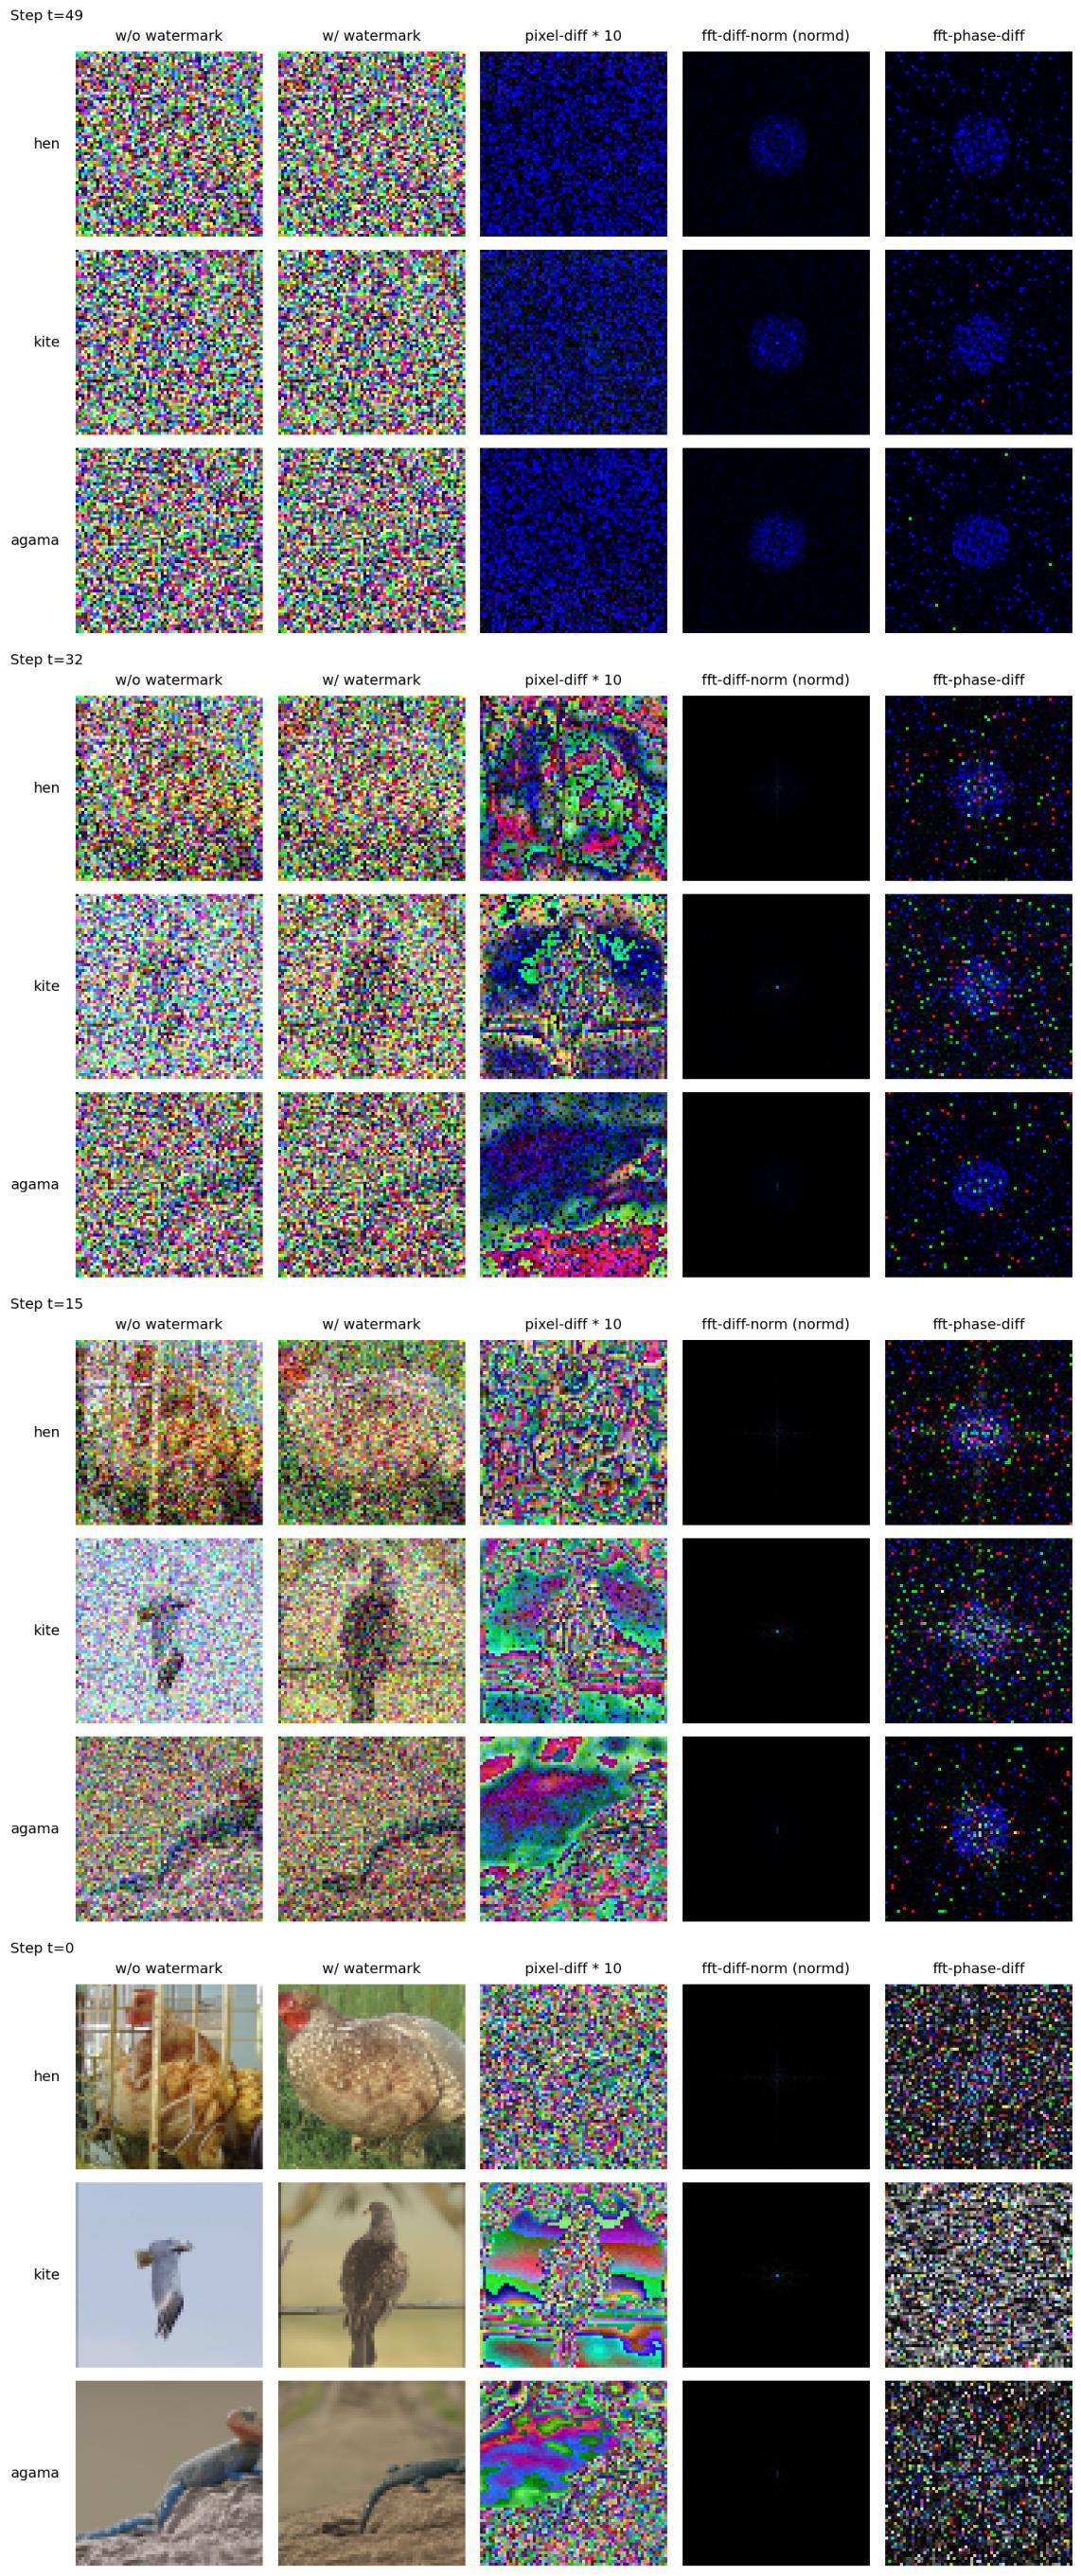 Step t=49
w/o watermark w/ watermark pixel-diff * 10 fft-diff-norm (normd) fft-phase-diff
hen
kite
agama
Step t=32
w/o watermark w/ watermark pixel-diff * 10 fft-diff-norm (normd) fft-phase-diff
hen
kite
agama
Step t=15
w/o watermark w/ watermark pixel-diff * 10 fft-diff-norm (normd) fft-phase-diff
hen
kite
agama
Step t=0
w/o watermark w/ watermark pixel-diff * 10 fft-diff-norm (normd) fft-phase-diff
hen
kite
agama